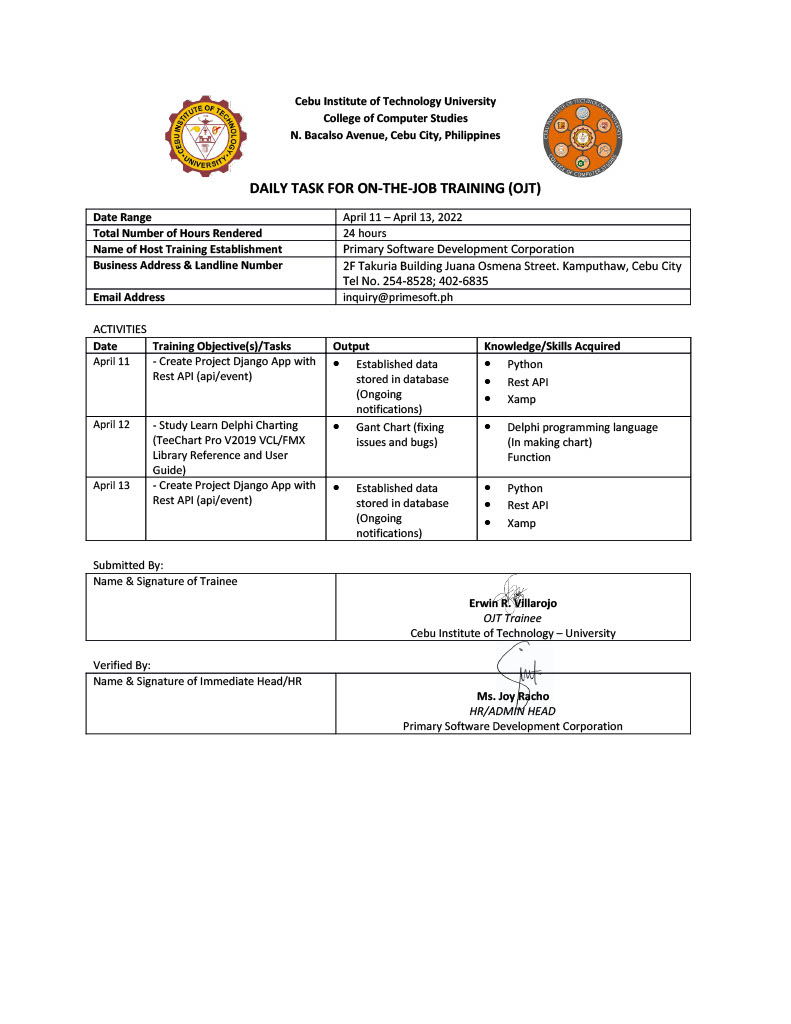 Cebu Institute of Technology University
College of Computer Studies
N. Bacalso Avenue, Cebu City, Philippines
CEBU INSTITUTE OF TECHNOLOGY
UNIVERSITY
CEBU INSTITUTE OF TECHNOLOGY UNIVERSITY
COLLEGE OF COMPUTER STUDIES
DAILY TASK FOR ON-THE-JOB TRAINING (OJT)
Date Range April 11 – April 13, 2022
Total Number of Hours Rendered 24 hours
Name of Host Training Establishment Primary Software Development Corporation
Business Address & Landline Number 2F Takuria Building Juana Osmena Street. Kamputhaw, Cebu City
Tel No. 254-8528; 402-6835
Email Address inquiry@primesoft.ph
ACTIVITIES
Date Training Objective(s)/Tasks Output Knowledge/Skills Acquired
April 11
- Create Project Django App with
Rest API (api/event)
• Established data
stored in database
(Ongoing
notifications)
• Python
• Rest API
• Xamp
April 12
- Study Learn Delphi Charting
(TeeChart Pro V2019 VCL/FMX
Library Reference and User
Guide)
• Gant Chart (fixing
issues and bugs)
• Delphi programming language
(In making chart)
Function
April 13
- Create Project Django App with
Rest API (api/event)
• Established data
stored in database
(Ongoing
notifications)
• Python
• Rest API
• Xamp
Submitted By:
Name & Signature of Trainee
Erwin R. Villarojo
OJT Trainee
Cebu Institute of Technology – University
Verified By:
Name & Signature of Immediate Head/HR
Ms. Joy Racho
HR/ADMIN HEAD
Primary Software Development Corporation